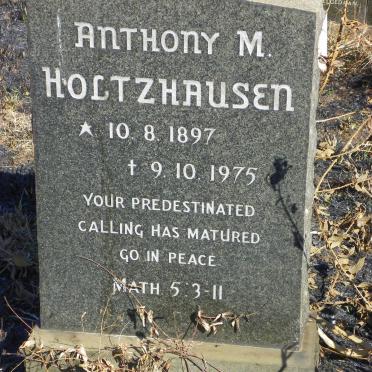 ANTHONY M.
HOLTZHAUSEN
★ 10. 8. 1897
† 9. 10. 1975
YOUR PREDESTINATED
CALLING HAS MATURED
GO IN PEACE
MATH 5:3-11